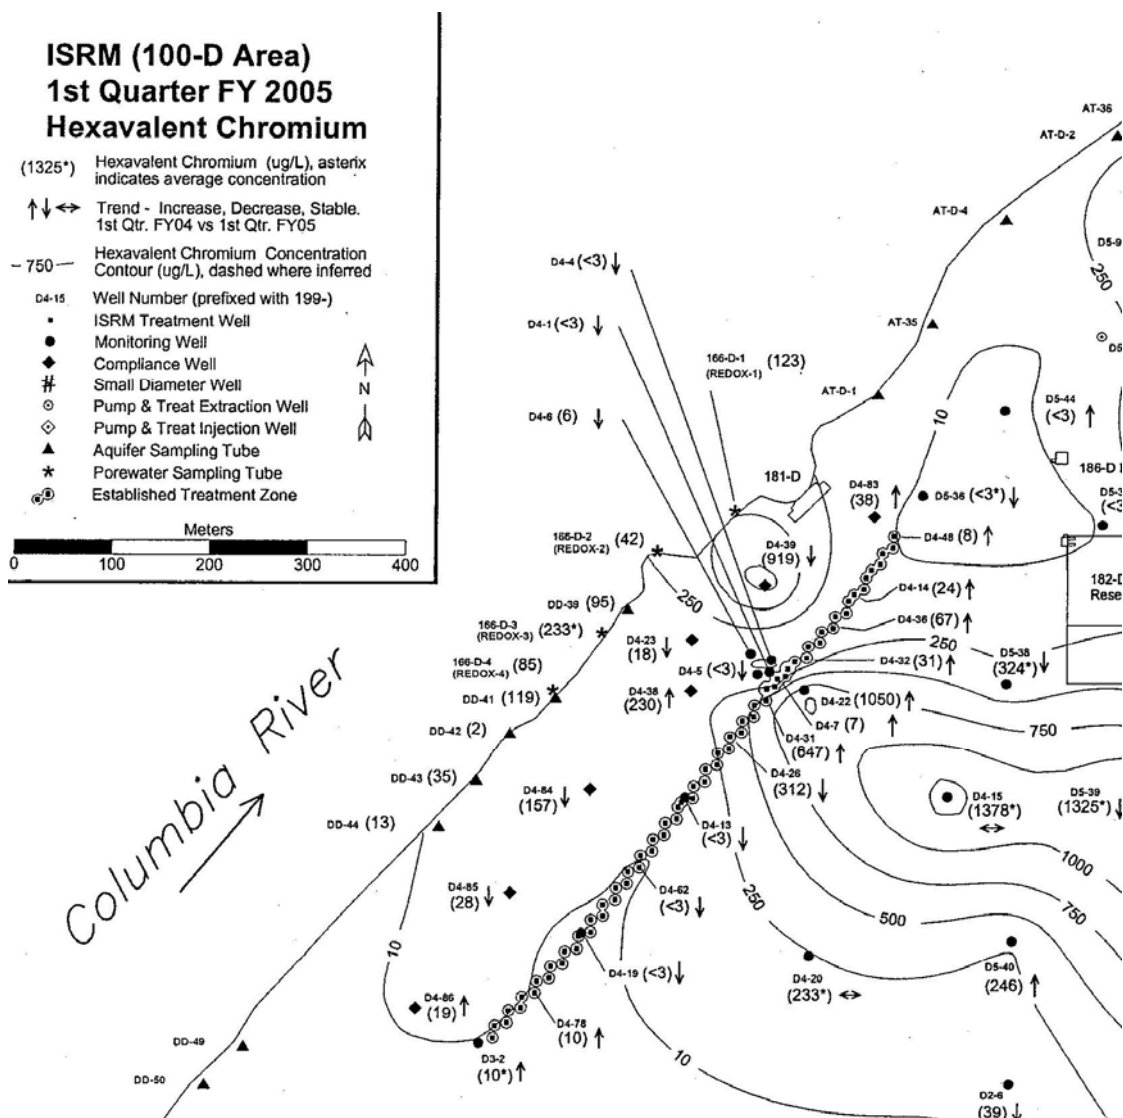 ISRM (100-D Area)
1st Quarter FY 2005
Hexavalent Chromium
(1325*) Hexavalent Chromium (ug/L), asterix
indicates average concentration
↑↓↔ Trend - Increase, Decrease, Stable.
1st Qtr. FY04 vs 1st Qtr. FY05
- 750 — Hexavalent Chromium Concentration
Contour (ug/L), dashed where inferred
D4-15 Well Number (prefixed with 199-)
ISRM Treatment Well
Monitoring Well
Compliance Well
Small Diameter Well
Pump & Treat Extraction Well
Pump & Treat Injection Well
Aquifer Sampling Tube
Porewater Sampling Tube
Established Treatment Zone
N
Meters
0 100 200 300 400
AT-36
AT-D-2
AT-D-4
D5-9
250
D4-4 (<3) ↓
D4-1 (<3) ↓
AT-35
D5
166-D-1 (123)
(REDOX-1)
AT-D-1
D4-6 (6) ↓
D5-44
(<3) ↑
10
181-D
186-D
D4-83
(38) ↑
D5-36 (<3*) ↓
D5-3
(<3
D4-48 (8) ↑
166-D-2 (42)
(REDOX-2)
D4-39
(919) ↓
182-D
Rese
D4-14 (24) ↑
250
DD-39 (95)
D4-36 (67) ↑
166-D-3 (233*)
(REDOX-3)
D4-23
(18) ↓
250
D5-38
(324*) ↓
D4-32 (31) ↑
166-D-4 (85)
(REDOX-4)
D4-5 (<3) ↓
D4-38
(230) ↑
D4-22 (1050) ↑
DD-41 (119)
D4-7 (7) ↑
DD-42 (2)
750
D4-31
(647) ↑
D4-26
(312) ↓
DD-43 (35)
D4-84
(157) ↓
D4-15
(1378*)
↔
D5-39
(1325*) ↓
DD-44 (13)
D4-13
(<3) ↓
1000
Columbia River
D4-85
(28) ↓
D4-62
(<3) ↓
250
500
750
10
D4-19 (<3) ↓
D4-20
(233*) ↔
D5-40
(246) ↑
D4-86
(19) ↑
D4-78
(10) ↑
10
DD-49
D3-2
(10*) ↑
DD-50
D2-6
(39) ↓